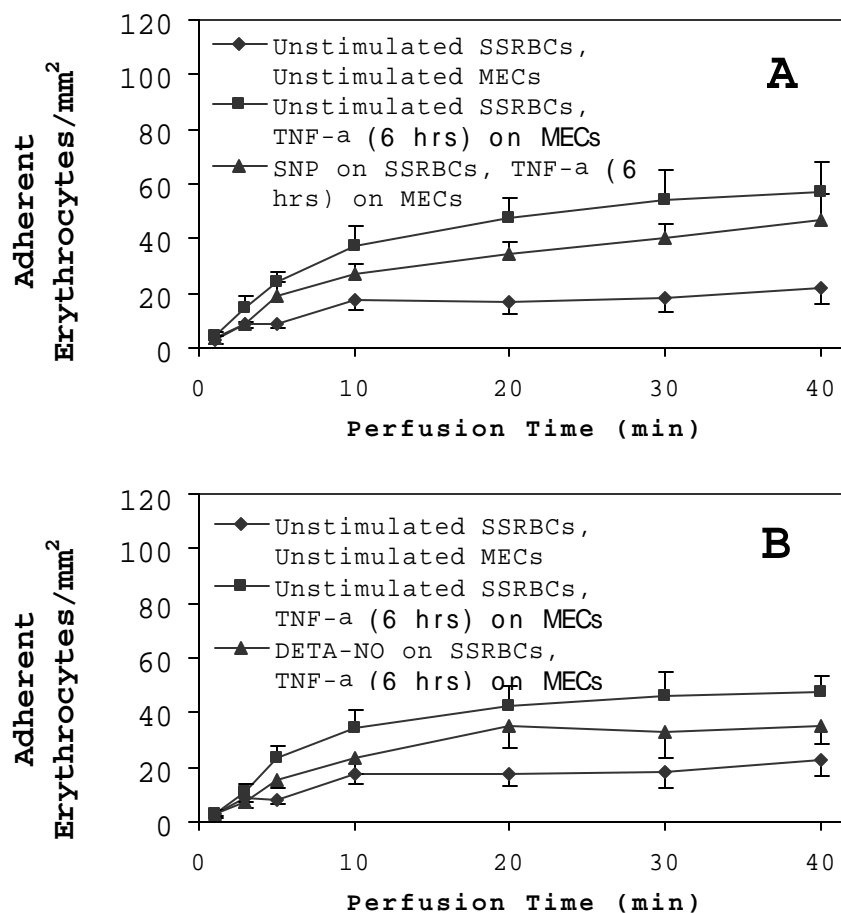 120
100
80
60
40
20
0
Adherent
Erythrocytes/mm²
Unstimulated SSRBCs,
Unstimulated MECs
Unstimulated SSRBCs,
TNF-a (6 hrs) on MECs
SNP on SSRBCs, TNF-a (6
hrs) on MECs
A
0 10 20 30 40
Perfusion Time (min)
120
100
80
60
40
20
0
Adherent
Erythrocytes/mm²
Unstimulated SSRBCs,
Unstimulated MECs
Unstimulated SSRBCs,
TNF-a (6 hrs) on MECs
DETA-NO on SSRBCs,
TNF-a (6 hrs) on MECs
B
0 10 20 30 40
Perfusion Time (min)